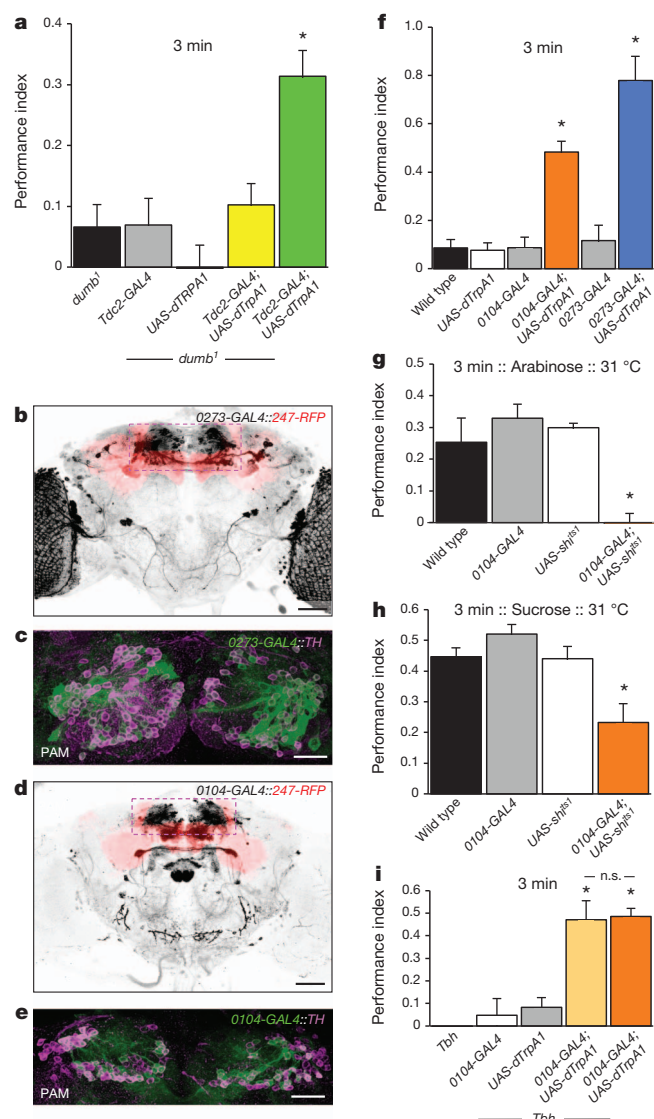 a
3 min
Performance index
0.4
0.3
0.2
0.1
0
*
dumb¹
Tdc2-GAL4
UAS-dTRPA1
Tdc2-GAL4;
UAS-dTrpA1
Tdc2-GAL4;
UAS-dTrpA1
dumb¹
b
0273-GAL4::247-RFP
c
0273-GAL4::TH
PAM
d
0104-GAL4::247-RFP
e
0104-GAL4::TH
PAM
f
3 min
Performance index
1.0
0.8
0.6
0.4
0.2
0
*
*
Wild type
UAS-dTrpA1
0104-GAL4
0104-GAL4;
UAS-dTrpA1
0273-GAL4
0273-GAL4;
UAS-dTrpA1
g
3 min :: Arabinose :: 31 °C
Performance index
0.5
0.4
0.3
0.2
0.1
0
*
Wild type
0104-GAL4
UAS-shiᵗˢ¹
0104-GAL4;
UAS-shiᵗˢ¹
h
3 min :: Sucrose :: 31 °C
Performance index
0.6
0.5
0.4
0.3
0.2
0.1
0
*
Wild type
0104-GAL4
UAS-shiᵗˢ¹
0104-GAL4;
UAS-shiᵗˢ¹
i
3 min
n.s.
Performance index
0.6
0.5
0.4
0.3
0.2
0.1
0
*
*
Tbh
0104-GAL4
UAS-dTrpA1
0104-GAL4;
UAS-dTrpA1
0104-GAL4;
UAS-dTrpA1
Tbh